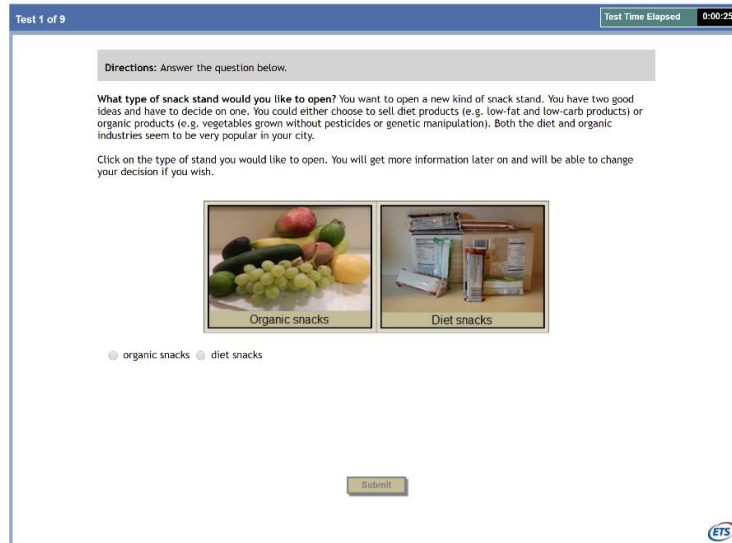 Test 1 of 9
Test Time Elapsed 0:00:25
Directions: Answer the question below.
What type of snack stand would you like to open? You want to open a new kind of snack stand. You have two good
ideas and have to decide on one. You could either choose to sell diet products (e.g. low-fat and low-carb products) or
organic products (e.g. vegetables grown without pesticides or genetic manipulation). Both the diet and organic
industries seem to be very popular in your city.
Click on the type of stand you would like to open. You will get more information later on and will be able to change
your decision if you wish.
Organic snacks
Diet snacks
organic snacks diet snacks
Submit
ETS